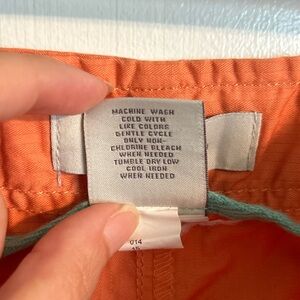 MACHINE WASH
COLD WITH
LIKE COLORS
GENTLE CYCLE
ONLY NON-
CHLORINE BLEACH
WHEN NEEDED
TUMBLE DRY LOW
COOL IRON
WHEN NEEDED
014